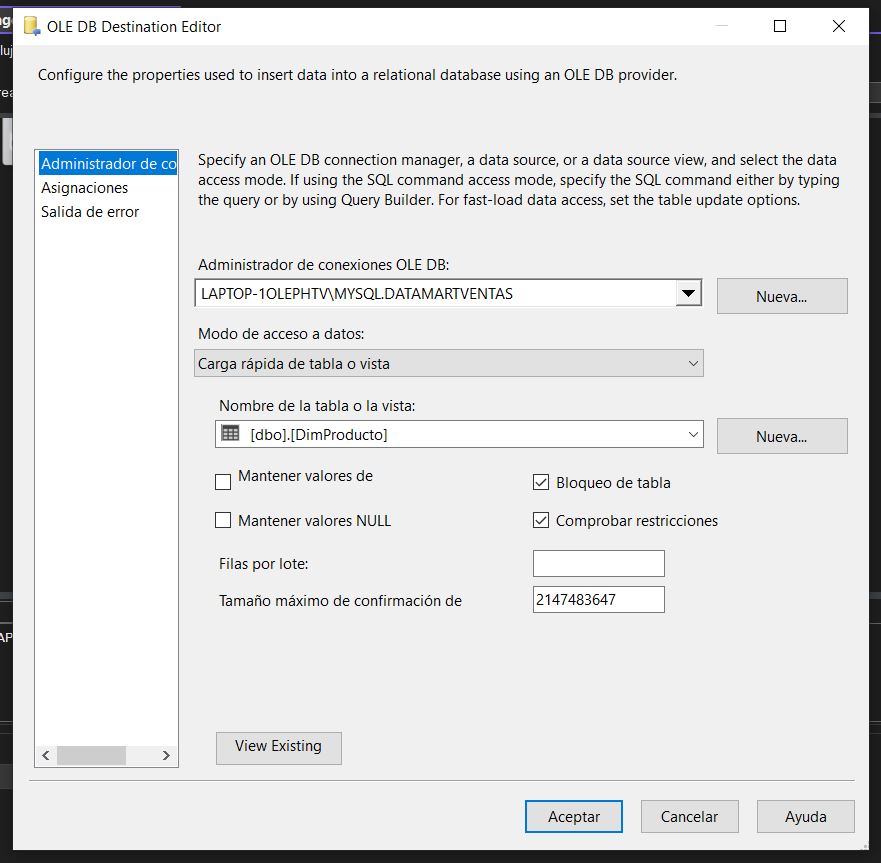 OLE DB Destination Editor
Configure the properties used to insert data into a relational database using an OLE DB provider.
Administrador de co
Asignaciones
Salida de error
Specify an OLE DB connection manager, a data source, or a data source view, and select the data
access mode. If using the SQL command access mode, specify the SQL command either by typing
the query or by using Query Builder. For fast-load data access, set the table update options.
Administrador de conexiones OLE DB:
LAPTOP-1OLEPHTV\MYSQL.DATAMARTVENTAS
Nueva...
Modo de acceso a datos:
Carga rápida de tabla o vista
Nombre de la tabla o la vista:
[dbo].[DimProducto]
Nueva...
Mantener valores de
Bloqueo de tabla
Mantener valores NULL
Comprobar restricciones
Filas por lote:
Tamaño máximo de confirmación de
2147483647
View Existing
Aceptar
Cancelar
Ayuda